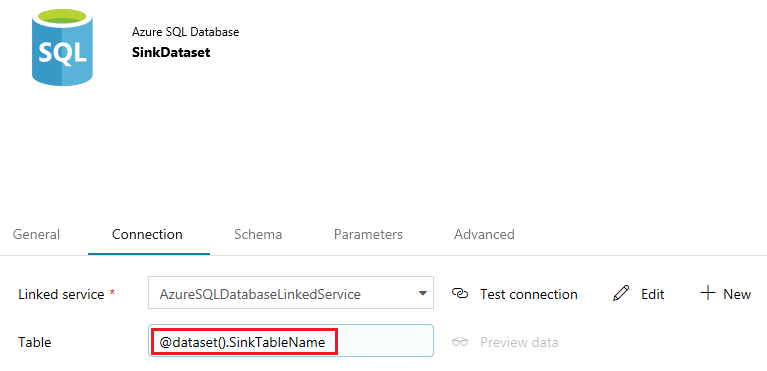 SQL
Azure SQL Database
SinkDataset
General Connection Schema Parameters Advanced
Linked service * AzureSQLDatabaseLinkedService Test connection Edit New
Table @dataset().SinkTableName Preview data